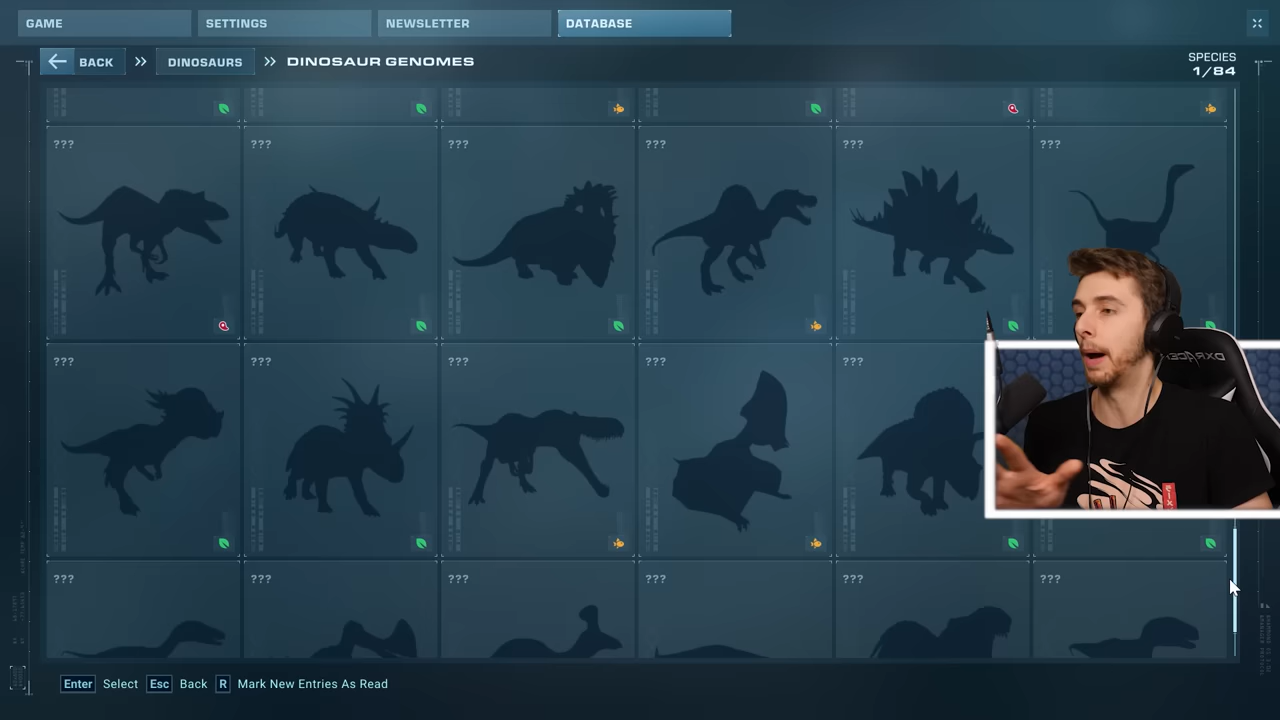 GAME
SETTINGS
NEWSLETTER
DATABASE
BACK
DINOSAURS
DINOSAUR GENOMES
SPECIES
1/84
??? ??? ??? ??? ??? ???
??? ??? ??? ??? ???
??? ??? ??? ??? ??? ???
Enter Select Esc Back R Mark New Entries As Read